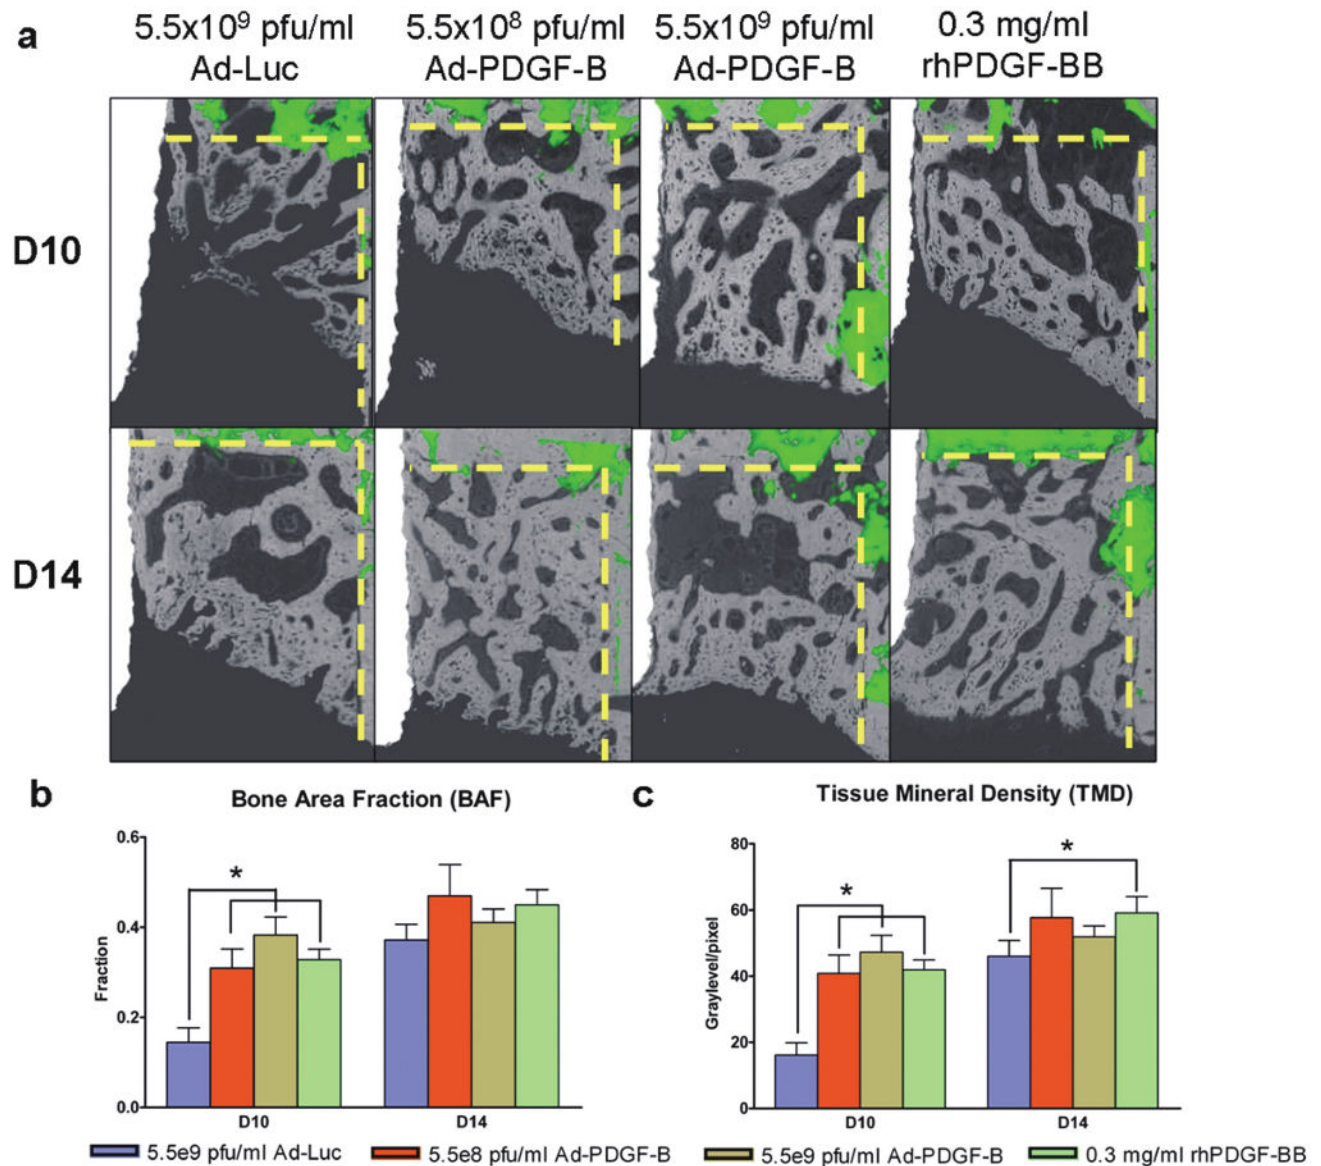 a
5.5x10⁹ pfu/ml Ad-Luc
5.5x10⁸ pfu/ml Ad-PDGF-B
5.5x10⁹ pfu/ml Ad-PDGF-B
0.3 mg/ml rhPDGF-BB
D10
D14
b
Bone Area Fraction (BAF)
0.6
0.4
0.2
0.0
Fraction
*
D10
D14
c
Tissue Mineral Density (TMD)
80
60
40
20
0
Graylevel/pixel
*
*
D10
D14
5.5e9 pfu/ml Ad-Luc
5.5e8 pfu/ml Ad-PDGF-B
5.5e9 pfu/ml Ad-PDGF-B
0.3 mg/ml rhPDGF-BB